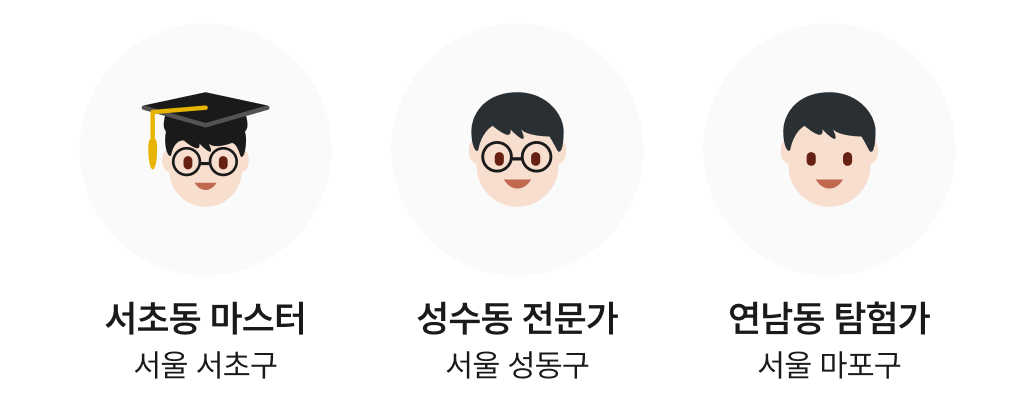 서초동 마스터
서울 서초구
성수동 전문가
서울 성동구
연남동 탐험가
서울 마포구